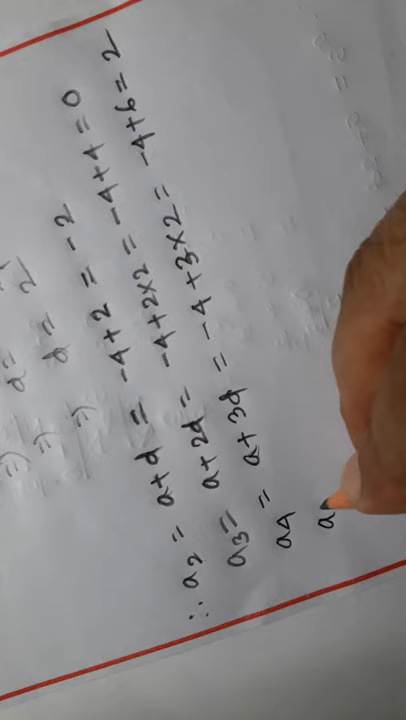 ⇒ d =
⇒ d = 2
⇒
∴ a2 = a+d = -4+2 = -2
a3 = a+2d = -4+2×2 = -4+4 = 0
a4 = a+3d = -4+3×2 = -4+6 = 2
a